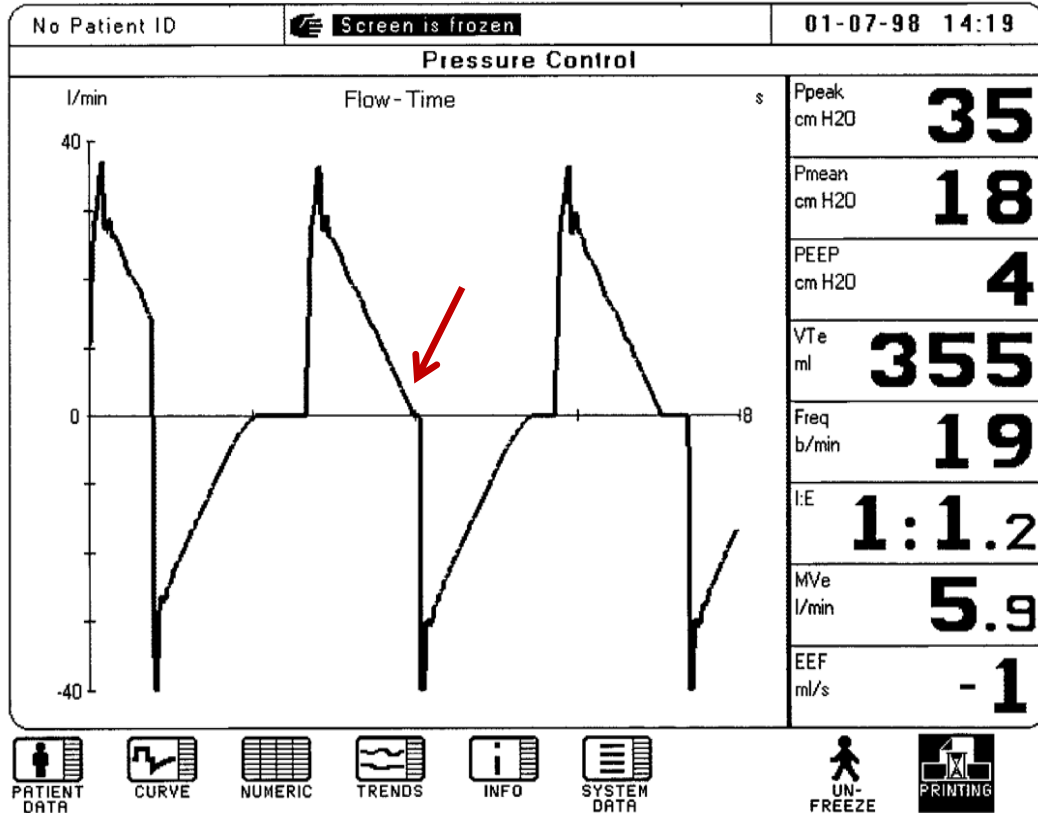 No Patient ID
Screen is frozen
01-07-98 14:19
Pressure Control
l/min
Flow-Time
s
40
0
8
-40
Ppeak
cm H2O
35
Pmean
cm H2O
18
PEEP
cm H2O
4
VTe
ml
355
Freq
b/min
19
I:E
1:1.2
MVe
l/min
5.9
EEF
ml/s
-1
PATIENT
DATA
CURVE
NUMERIC
TRENDS
INFO
SYSTEM
DATA
UN-
FREEZE
PRINTING